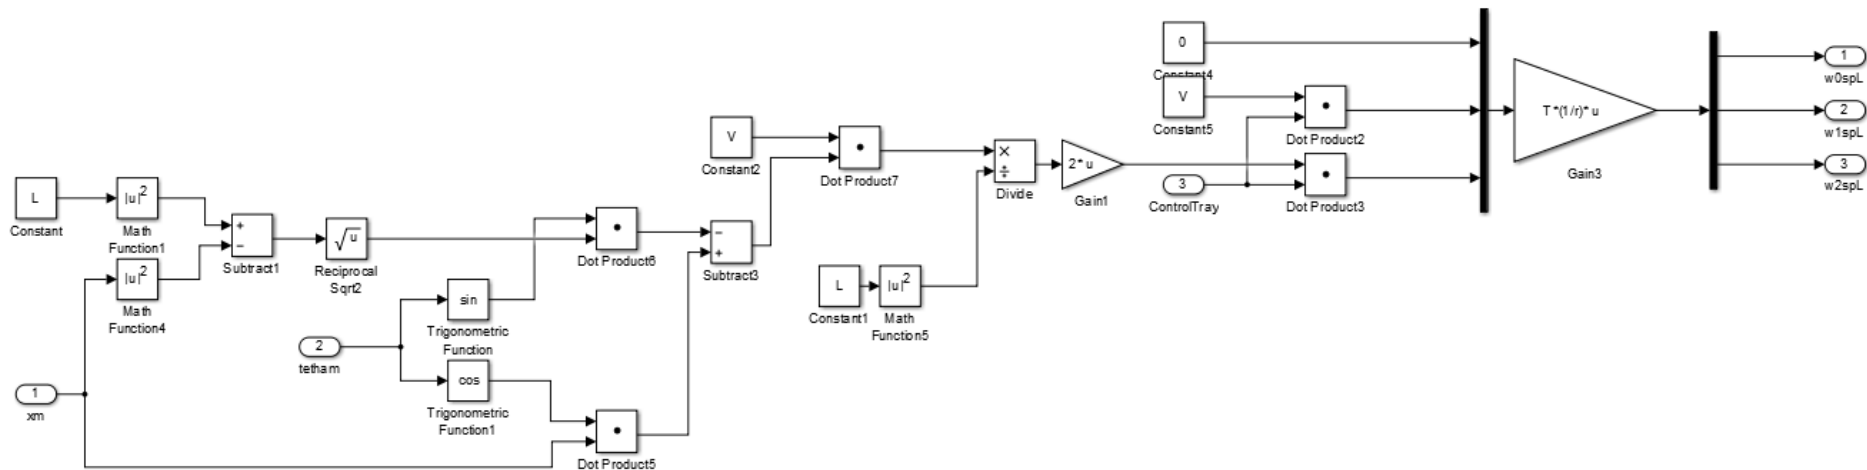 L
Constant
|u|²
Math
Function1
|u|²
Math
Function4
1
xm
+
−
Subtract1
√u
Reciprocal
Sqrt2
2
tetham
sin
Trigonometric
Function
cos
Trigonometric
Function1
Dot Product6
Dot Product5
−
+
Subtract3
V
Constant2
Dot Product7
L
Constant1
|u|²
Math
Function5
×
÷
Divide
2* u
Gain1
0
Constant4
V
Constant5
3
ControlTray
Dot Product2
Dot Product3
T *(1/r)* u
Gain3
1
w0spL
2
w1spL
3
w2spL